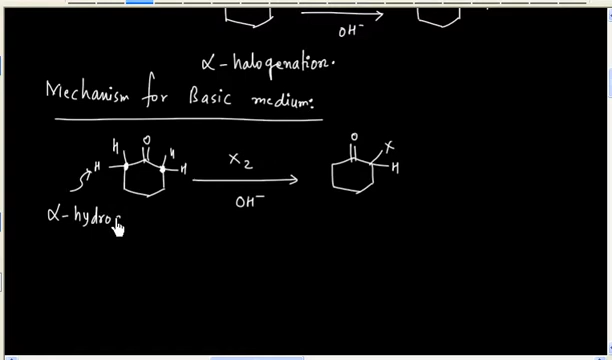 OH⁻
α-halogenation.
Mechanism for Basic medium:
H O H
H H
X₂
OH⁻
O X
H
α-hydro